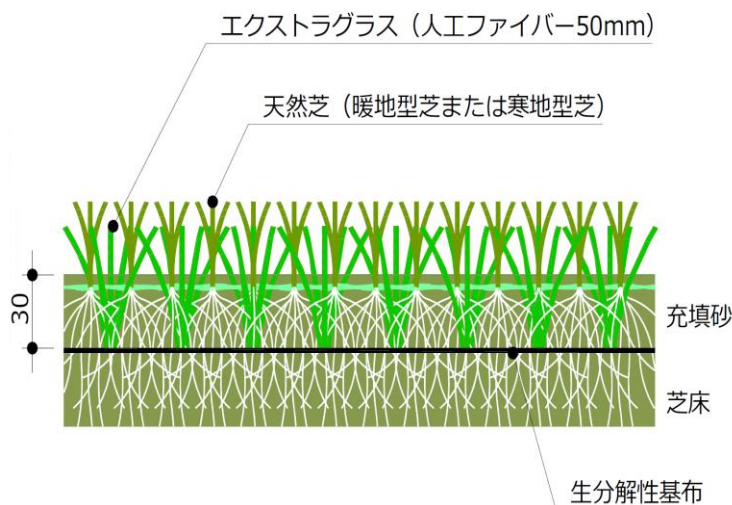 エクストラグラス（人工ファイバー50mm）
天然芝（暖地型芝または寒地型芝）
30
充填砂
芝床
生分解性基布